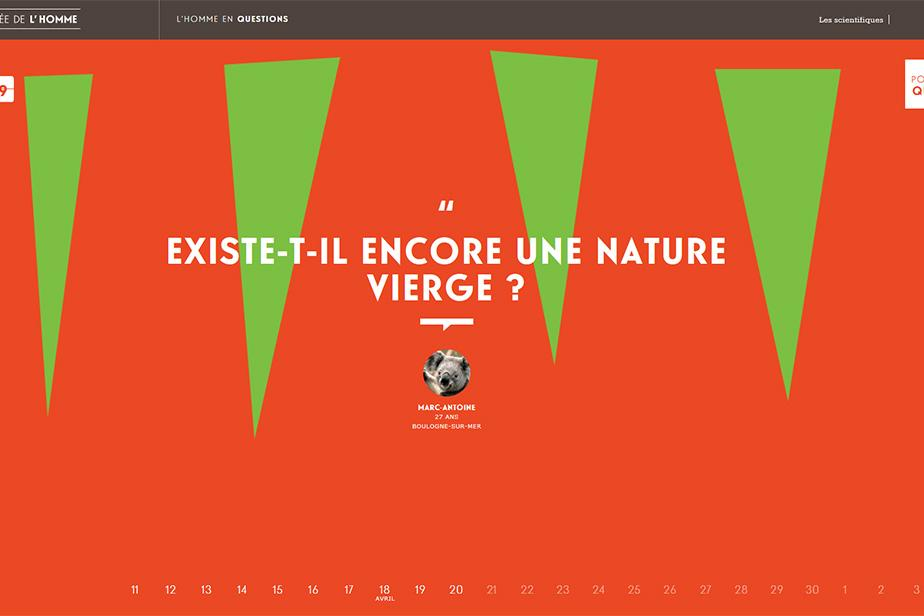 ÉE DE L'HOMME
L'HOMME EN QUESTIONS
Les scientifiques
9
PO
Q
“
EXISTE-T-IL ENCORE UNE NATURE
VIERGE ?
MARC-ANTOINE
27 ANS
BOULOGNE-SUR-MER
11 12 13 14 15 16 17 18 19 20 21 22 23 24 25 26 27 28 29 30 1 2 3
AVRIL